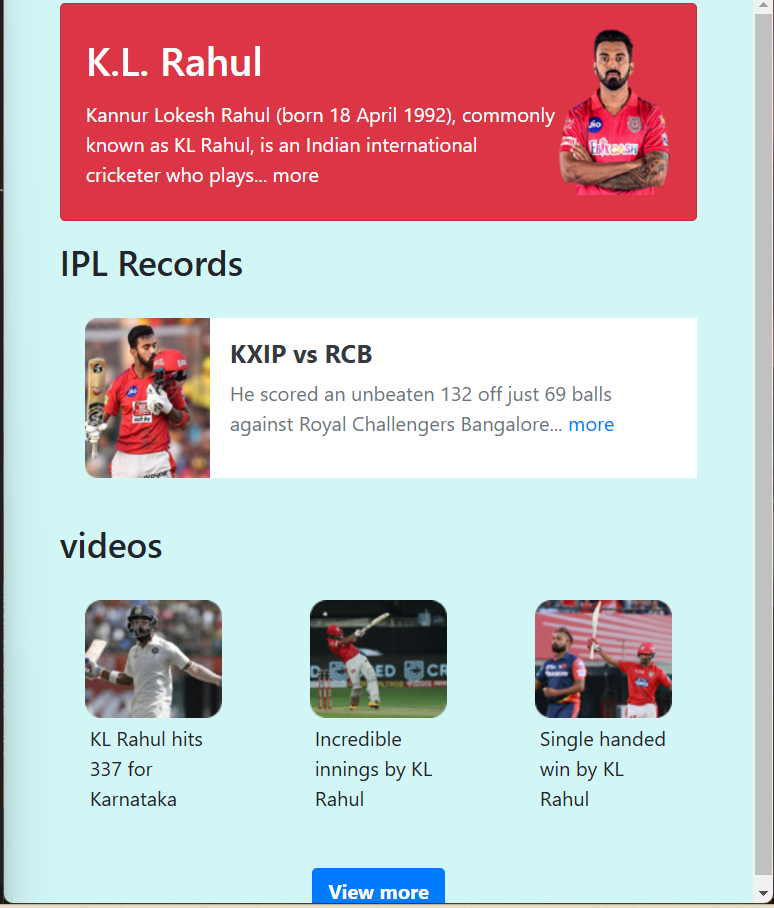 K.L. Rahul
Kannur Lokesh Rahul (born 18 April 1992), commonly
known as KL Rahul, is an Indian international
cricketer who plays... more
Jio
IPL Records
KXIP vs RCB
He scored an unbeaten 132 off just 69 balls
against Royal Challengers Bangalore... more
videos
KL Rahul hits
337 for
Karnataka
Incredible
innings by KL
Rahul
Single handed
win by KL
Rahul
View more